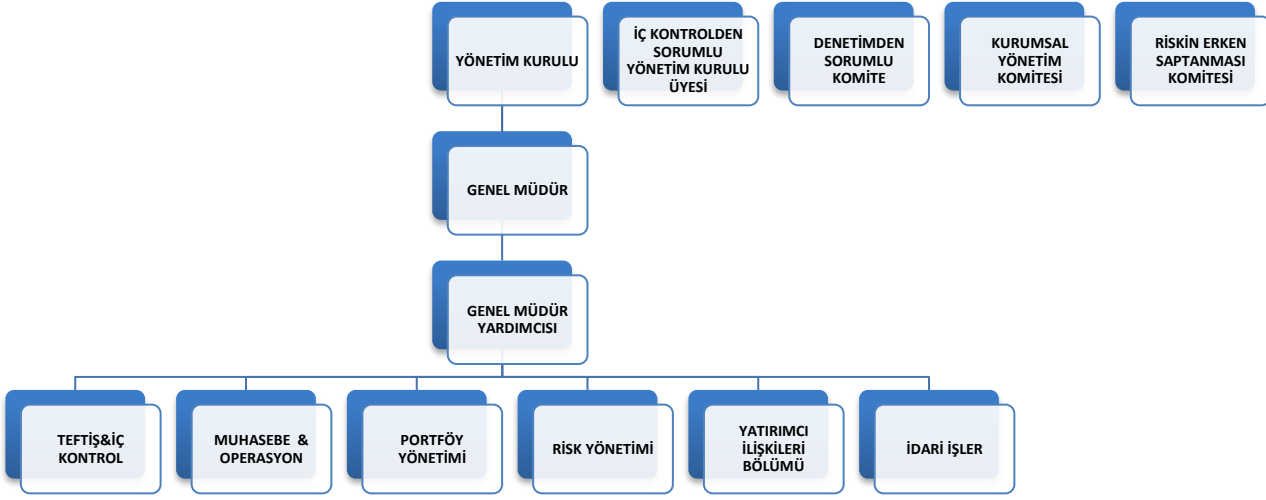 YÖNETİM KURULU
İÇ KONTROLDEN
SORUMLU
YÖNETİM KURULU
ÜYESİ
DENETİMDEN
SORUMLU
KOMİTE
KURUMSAL
YÖNETİM
KOMİTESİ
RİSKİN ERKEN
SAPTANMASI
KOMİTESİ
GENEL MÜDÜR
GENEL MÜDÜR
YARDIMCISI
TEFTİŞ&İÇ
KONTROL
MUHASEBE &
OPERASYON
PORTFÖY
YÖNETİMİ
RİSK YÖNETİMİ
YATIRIMCI
İLİŞKİLERİ
BÖLÜMÜ
İDARİ İŞLER